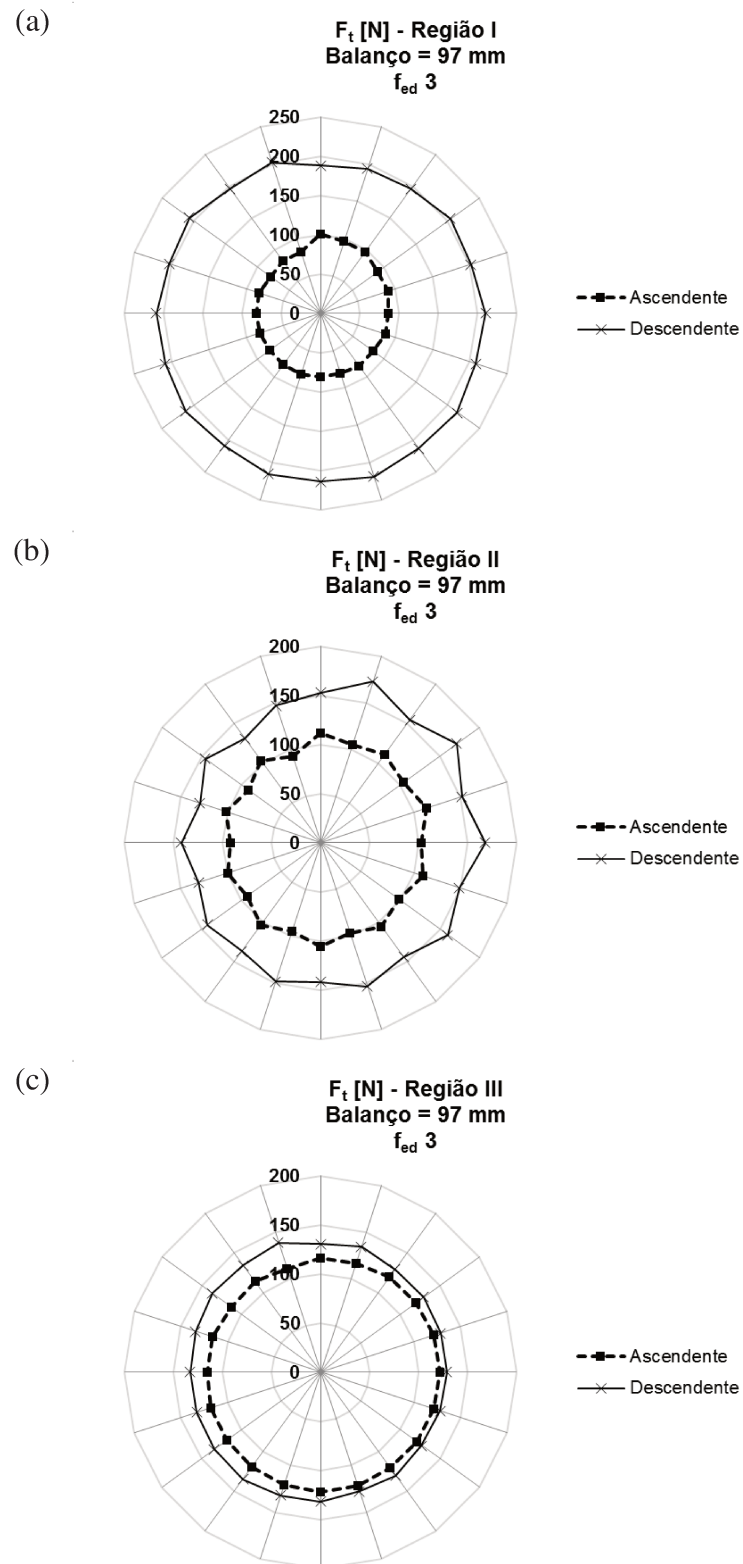 (a)
Ft [N] - Região I
Balanço = 97 mm
fed 3
250
200
150
100
50
0
Ascendente
Descendente
(b)
Ft [N] - Região II
Balanço = 97 mm
fed 3
200
150
100
50
0
Ascendente
Descendente
(c)
Ft [N] - Região III
Balanço = 97 mm
fed 3
200
150
100
50
0
Ascendente
Descendente